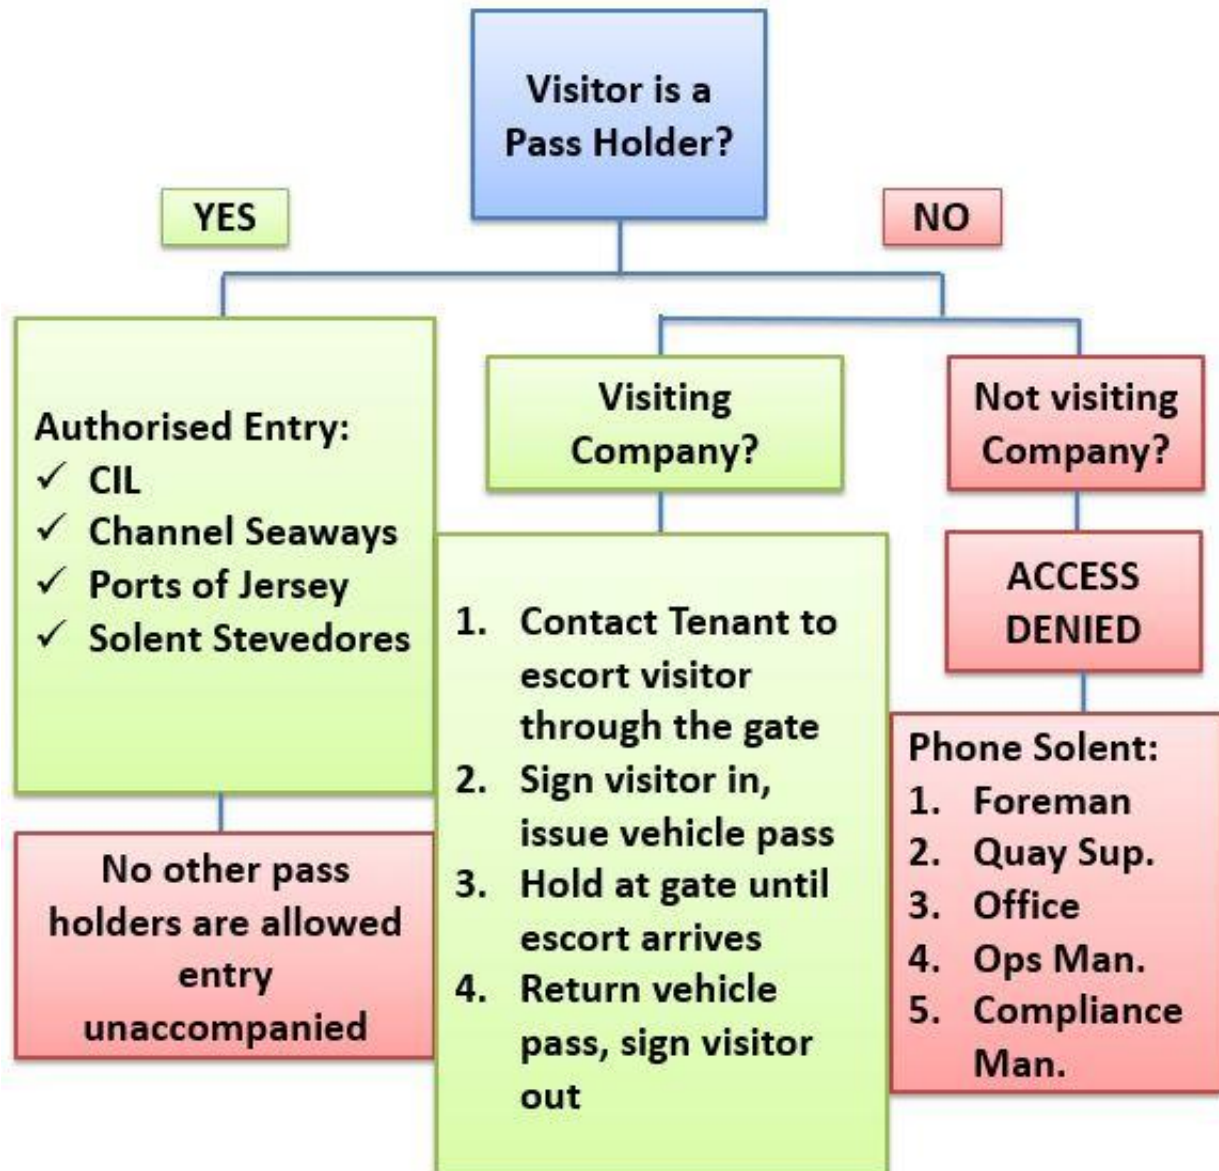 Visitor is a
Pass Holder?
YES
NO
Authorised Entry:
✓ CIL
✓ Channel Seaways
✓ Ports of Jersey
✓ Solent Stevedores
No other pass
holders are allowed
entry
unaccompanied
Visiting
Company?
1. Contact Tenant to
escort visitor
through the gate
2. Sign visitor in,
issue vehicle pass
3. Hold at gate until
escort arrives
4. Return vehicle
pass, sign visitor
out
Not visiting
Company?
ACCESS
DENIED
Phone Solent:
1. Foreman
2. Quay Sup.
3. Office
4. Ops Man.
5. Compliance
Man.